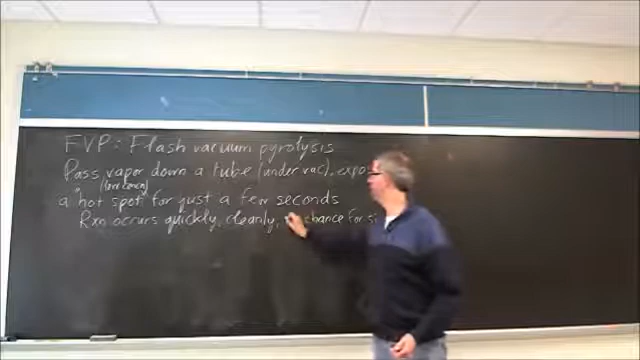 FVP: Flash vacuum pyrolysis
Pass vapor down a tube (under vac), expo
(low conc)
a hot spot for just a few seconds
Rxn occurs quickly, cleanly, chance for si